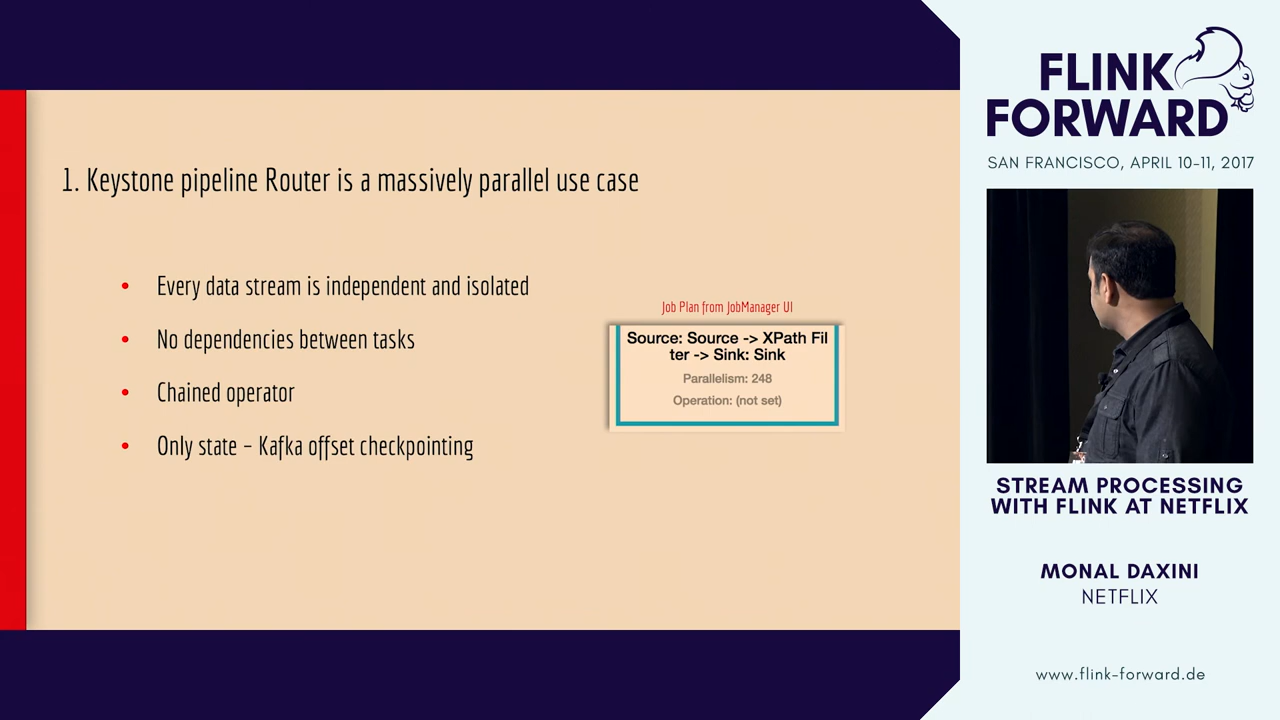 1. Keystone pipeline Router is a massively parallel use case
• Every data stream is independent and isolated
• No dependencies between tasks
• Chained operator
• Only state – Kafka offset checkpointing
Job Plan from JobManager UI
Source: Source -> XPath Fil
ter -> Sink: Sink
Parallelism: 248
Operation: (not set)
FLINK
FORWARD
SAN FRANCISCO, APRIL 10-11, 2017
STREAM PROCESSING
WITH FLINK AT NETFLIX
MONAL DAXINI
NETFLIX
www.flink-forward.de